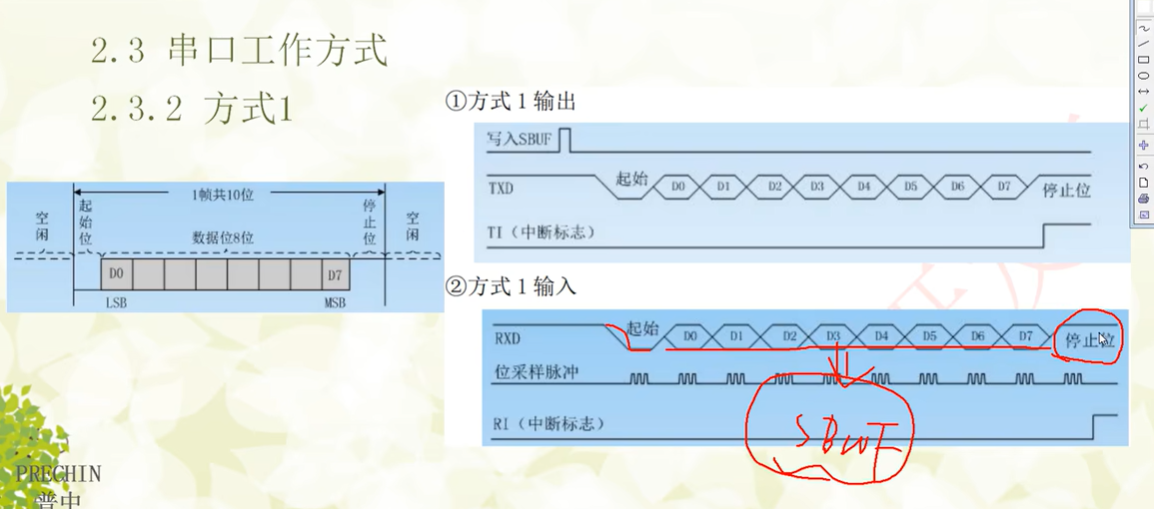 2.3 串口工作方式
2.3.2 方式1
1帧共10位
空闲
起始位
数据位8位
停止位
空闲
D0
D7
LSB
MSB
①方式 1 输出
写入SBUF
TXD
起始
D0 D1 D2 D3 D4 D5 D6 D7
停止位
TI（中断标志）
②方式 1 输入
RXD
起始
D0 D1 D2 D3 D4 D5 D6 D7
停止位
位采样脉冲
RI（中断标志）
SBUF
PRECHIN
普中